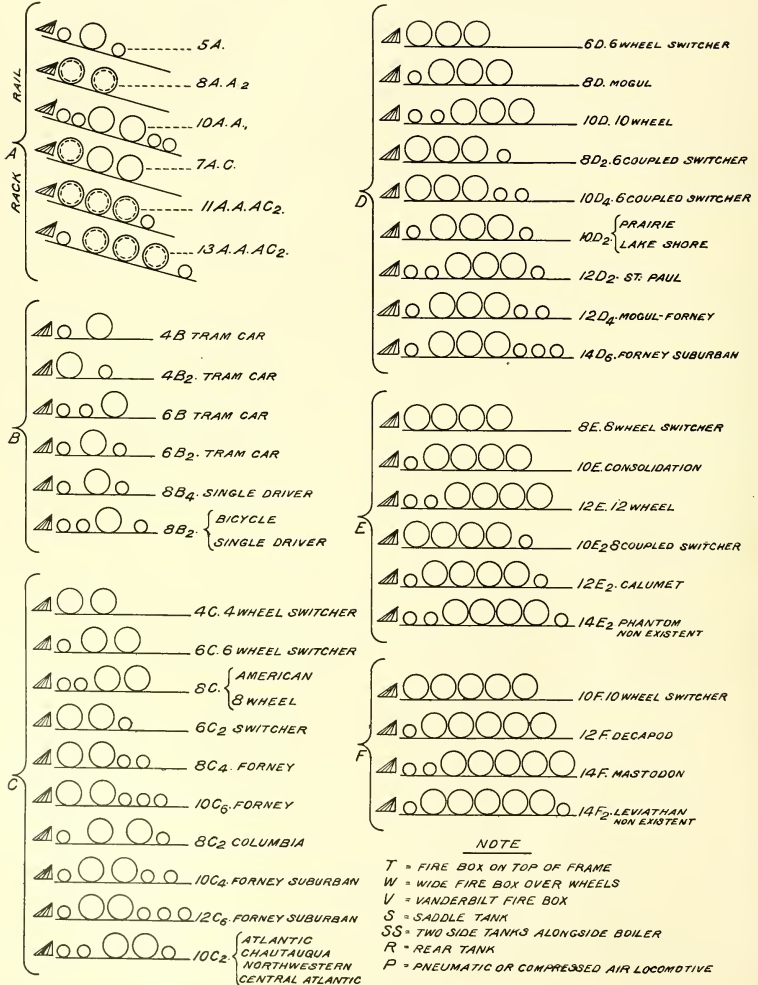 RACK A RAIL
5A.
8A.A2
10A.A1
7A.C.
11A.A.AC2.
13A.A.AC2.
B
4B TRAM CAR
4B2. TRAM CAR
6B TRAM CAR
6B2. TRAM CAR
8B4. SINGLE DRIVER
8B2. BICYCLE
SINGLE DRIVER
C
4C. 4 WHEEL SWITCHER
6C. 6 WHEEL SWITCHER
8C. AMERICAN
8 WHEEL
6C2 SWITCHER
8C4. FORNEY
10C6. FORNEY
8C2 COLUMBIA
10C4. FORNEY SUBURBAN
12C6. FORNEY SUBURBAN
10C2. ATLANTIC
CHAUTAUQUA
NORTHWESTERN
CENTRAL ATLANTIC
D
6D. 6 WHEEL SWITCHER
8D. MOGUL
10D. 10 WHEEL
8D2. 6 COUPLED SWITCHER
10D4. 6 COUPLED SWITCHER
10D2. PRAIRIE
LAKE SHORE
12D2. ST. PAUL
12D4. MOGUL-FORNEY
14D6. FORNEY SUBURBAN
E
8E. 8 WHEEL SWITCHER
10E. CONSOLIDATION
12E. 12 WHEEL
10E2 8 COUPLED SWITCHER
12E2. CALUMET
14E2 PHANTOM
NON EXISTENT
F
10F. 10 WHEEL SWITCHER
12F. DECAPOD
14F. MASTODON
14F2. LEVIATHAN
NON EXISTENT
NOTE
T = FIRE BOX ON TOP OF FRAME
W = WIDE FIRE BOX OVER WHEELS
V = VANDERBILT FIRE BOX
S = SADDLE TANK
SS = TWO SIDE TANKS ALONGSIDE BOILER
R = REAR TANK
P = PNEUMATIC OR COMPRESSED AIR LOCOMOTIVE